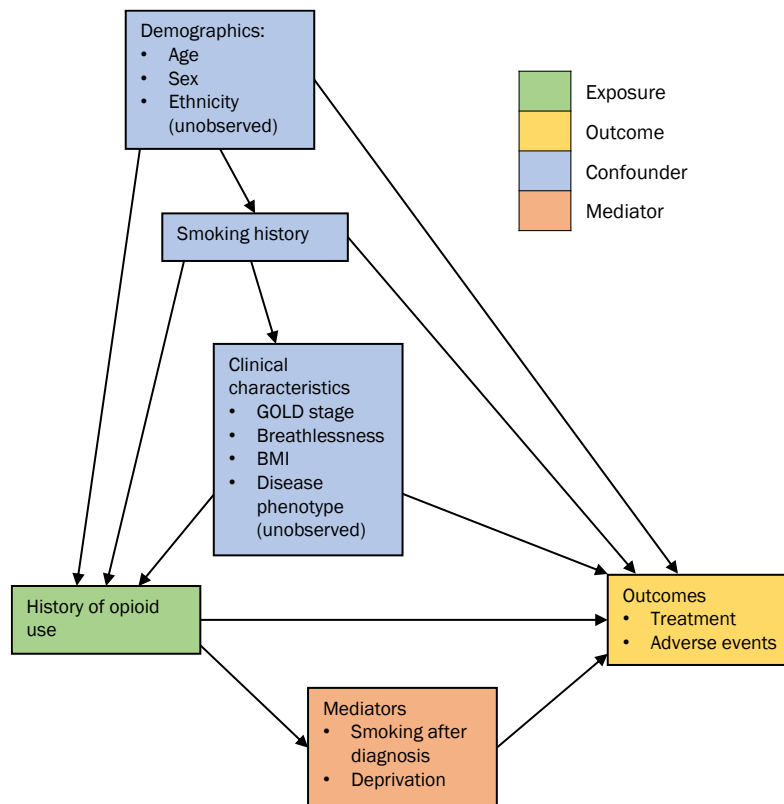 Demographics:
• Age
• Sex
• Ethnicity
(unobserved)
Exposure
Outcome
Confounder
Mediator
Smoking history
Clinical
characteristics
• GOLD stage
• Breathlessness
• BMI
• Disease
phenotype
(unobserved)
History of opioid
use
Outcomes
• Treatment
• Adverse events
Mediators
• Smoking after
diagnosis
• Deprivation